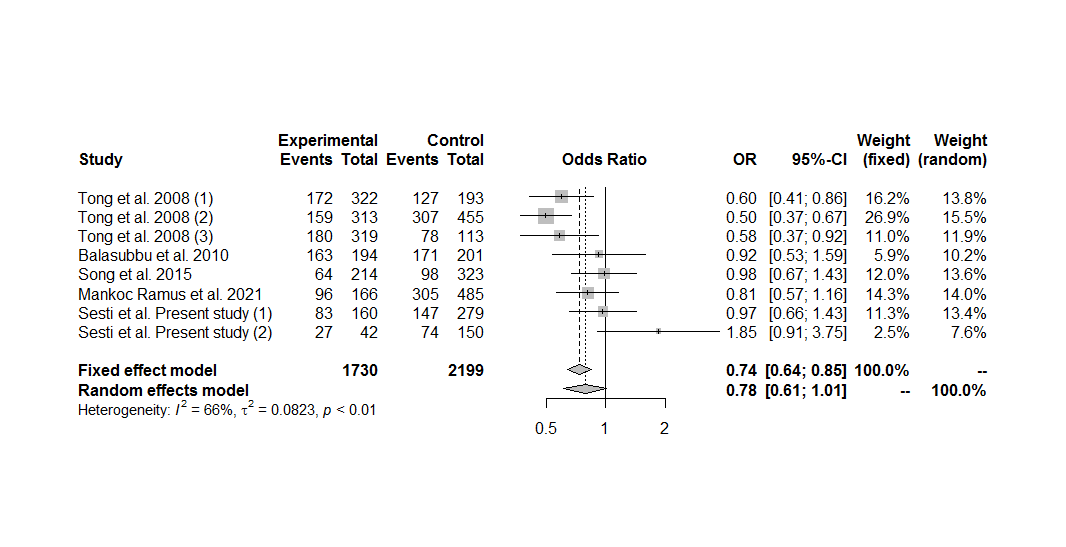 Experimental Control Weight Weight
Study Events Total Events Total Odds Ratio OR 95%-CI (fixed) (random)
Tong et al. 2008 (1) 172 322 127 193 0.60 [0.41; 0.86] 16.2% 13.8%
Tong et al. 2008 (2) 159 313 307 455 0.50 [0.37; 0.67] 26.9% 15.5%
Tong et al. 2008 (3) 180 319 78 113 0.58 [0.37; 0.92] 11.0% 11.9%
Balasubbu et al. 2010 163 194 171 201 0.92 [0.53; 1.59] 5.9% 10.2%
Song et al. 2015 64 214 98 323 0.98 [0.67; 1.43] 12.0% 13.6%
Mankoc Ramus et al. 2021 96 166 305 485 0.81 [0.57; 1.16] 14.3% 14.0%
Sesti et al. Present study (1) 83 160 147 279 0.97 [0.66; 1.43] 11.3% 13.4%
Sesti et al. Present study (2) 27 42 74 150 1.85 [0.91; 3.75] 2.5% 7.6%
Fixed effect model 1730 2199 0.74 [0.64; 0.85] 100.0% --
Random effects model 0.78 [0.61; 1.01] -- 100.0%
Heterogeneity: I² = 66%, τ² = 0.0823, p < 0.01
0.5 1 2